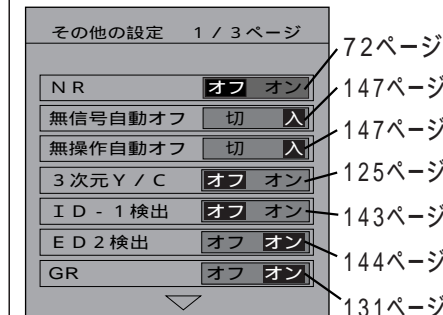 その他の設定 1/3ページ
NR オフ オン 72ページ
無信号自動オフ 切 入 147ページ
無操作自動オフ 切 入 147ページ
3次元Y/C オフ オン 125ページ
ID-1検出 オフ オン 143ページ
ED2検出 オフ オン 144ページ
GR オフ オン 131ページ